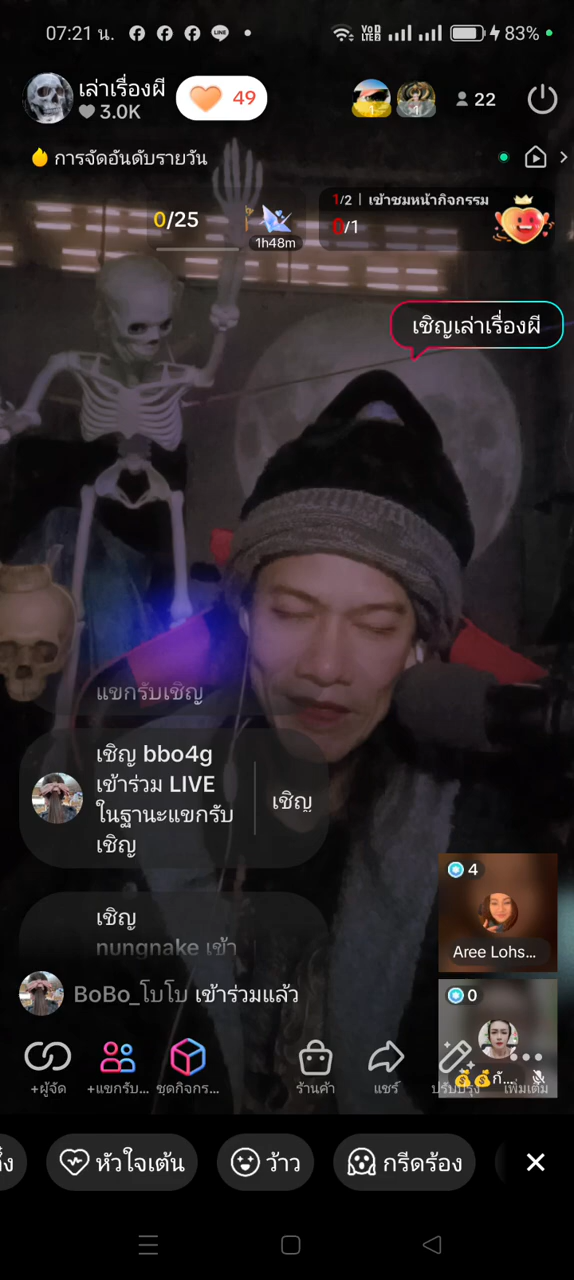 07:21 น.
VoD LTE2
83%
เล่าเรื่องผี
3.0K
49
1
1
22
การจัดอันดับรายวัน
0/25
1h48m
1/2 | เข้าชมหน้ากิจกรรม
0/1
เชิญเล่าเรื่องผี
แขกรับเชิญ
เชิญ bbo4g
เข้าร่วม LIVE
ในฐานะแขกรับ
เชิญ
เชิญ
เชิญ
nungnake เข้า
4
Aree Lohs...
BoBo_โบโบ เข้าร่วมแล้ว
0
+ผู้จัด
+แขกรับ...
ชุดกิจกร...
ร้านค้า
แชร์
ปรับปรุง
เพิ่มเติม
หัวใจเต้น
ว้าว
กรีดร้อง